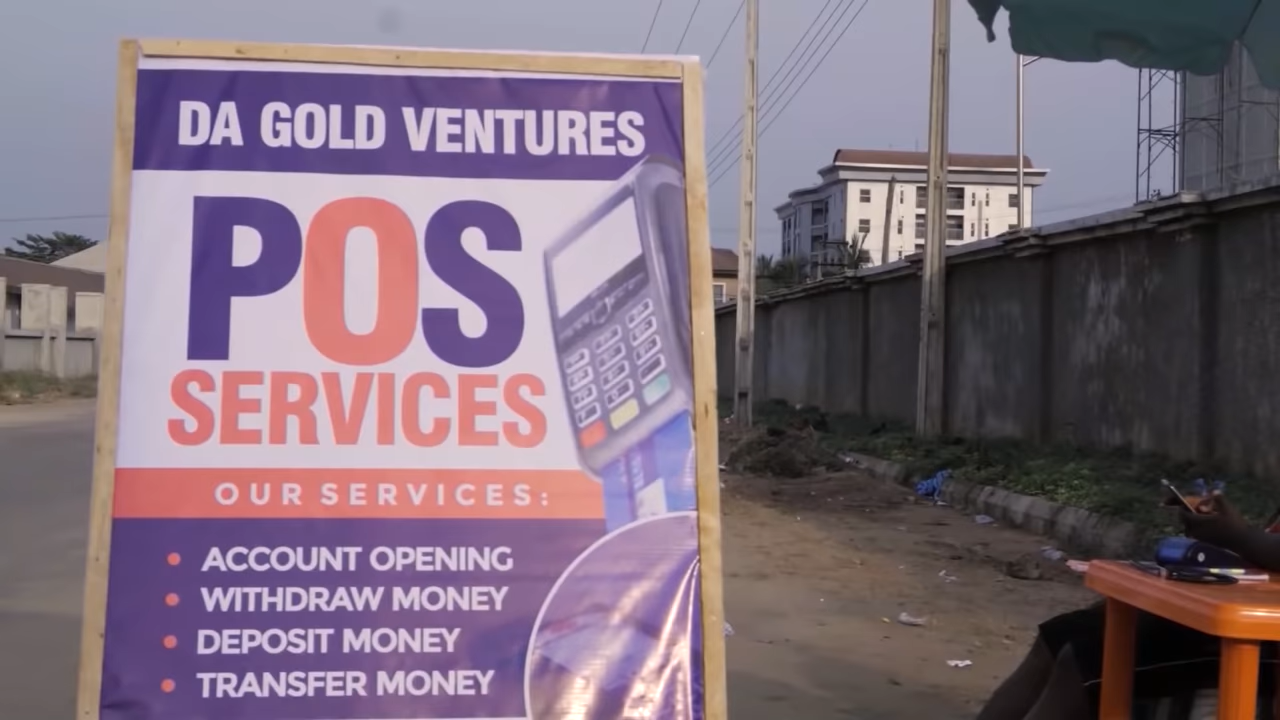 DA GOLD VENTURES
POS
SERVICES
OUR SERVICES:
• ACCOUNT OPENING
• WITHDRAW MONEY
• DEPOSIT MONEY
• TRANSFER MONEY